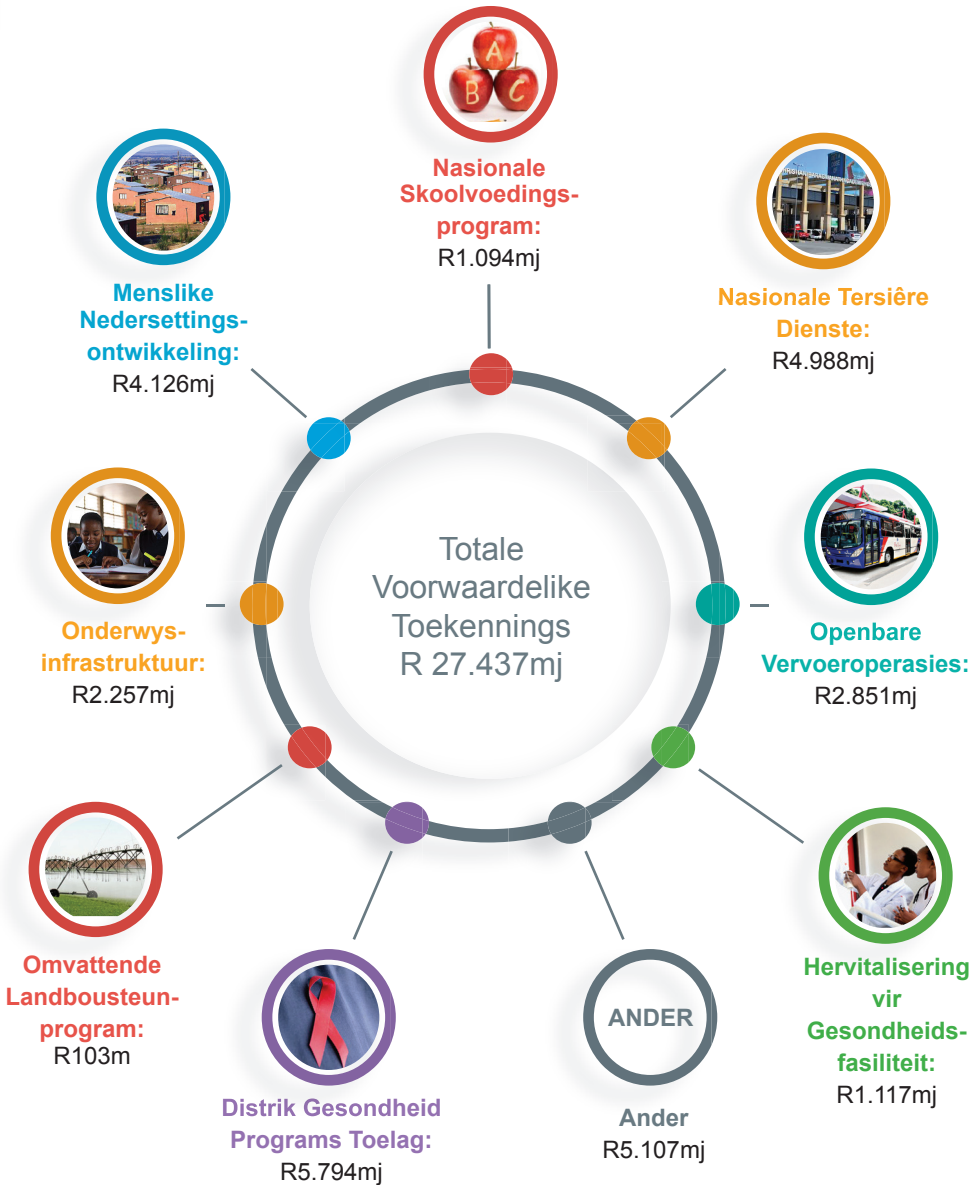 A
B C
Nasionale
Skoolvoedings-
program:
R1.094mj
Nasionale Tersiêre
Dienste:
R4.988mj
Openbare
Vervoeroperasies:
R2.851mj
Hervitalisering
vir
Gesondheids-
fasiliteit:
R1.117mj
ANDER
Ander
R5.107mj
Distrik Gesondheid
Programs Toelag:
R5.794mj
Omvattende
Landbousteun-
program:
R103m
Onderwys-
infrastruktuur:
R2.257mj
Menslike
Nedersettings-
ontwikkeling:
R4.126mj
Totale
Voorwaardelike
Toekennings
R 27.437mj